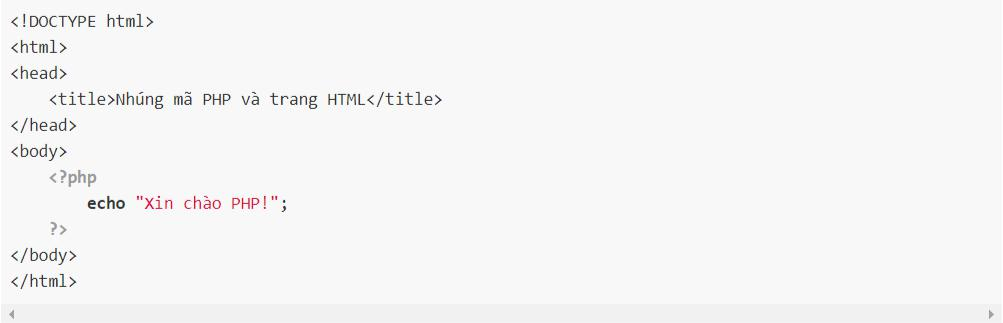 <!DOCTYPE html>
<html>
<head>
    <title>Nhúng mã PHP và trang HTML</title>
</head>
<body>
    <?php
        echo "Xin chào PHP!";
    ?>
</body>
</html>